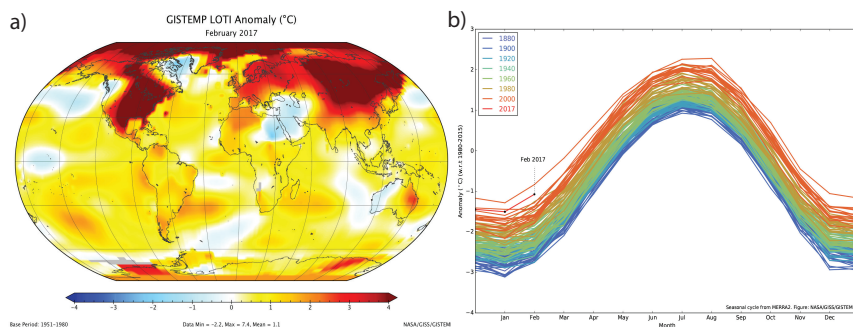 a)
GISTEMP LOTI Anomaly (°C)
February 2017
-4 -3 -2 -1 0 1 2 3 4
Base Period: 1951-1980 Data Min = -2.2, Max = 7.4, Mean = 1.1 NASA/GISS/GISTEMI
b)
3
2
1
0
-1
-2
-3
-4
Anomaly (°C) (w.r.t 1980-2015)
1880
1900
1920
1940
1960
1980
2000
2017
Feb 2017
Seasonal cycle from MERRA2. Figure: NASA/GISS/GISTEM
Jan Feb Mar Apr May Jun Jul Aug Sep Oct Nov Dec
Month